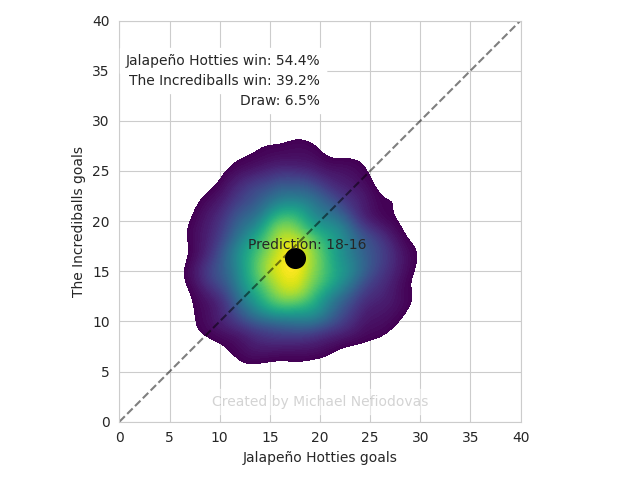 40
35
30
25
20
15
10
5
0
The Incrediballs goals
Jalapeño Hotties win: 54.4%
The Incrediballs win: 39.2%
Draw: 6.5%
Prediction: 18-16
Created by Michael Nefiodovas
0 5 10 15 20 25 30 35 40
Jalapeño Hotties goals